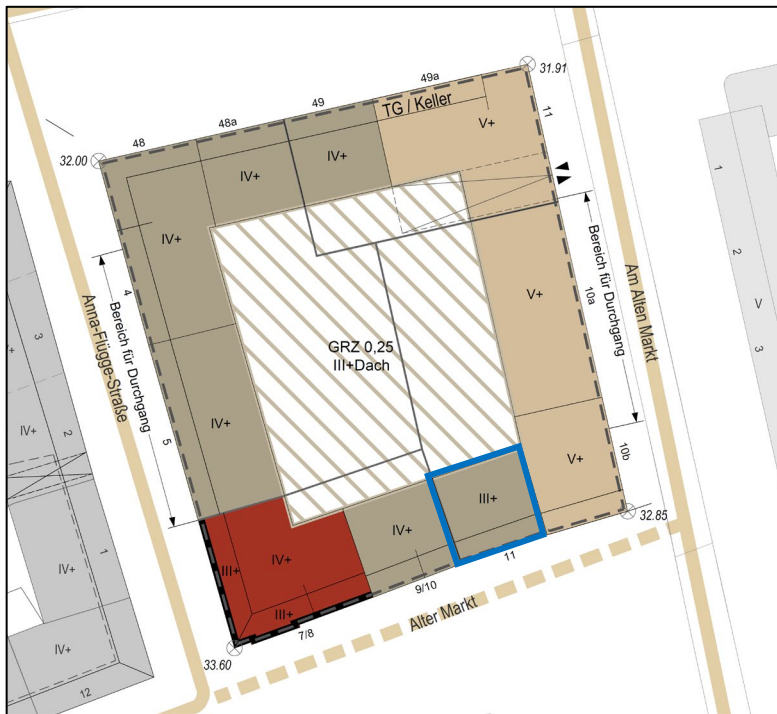 49a
31.91
49
TG / Keller
48a
11
48
V+
32.00
IV+
IV+
1
IV+
4
Bereich für Durchgang
Bereich für Durchgang
Am Alten Markt
2
V
3
10a
V+
3
IV+
Anna-Flügge-Straße
GRZ 0,25
III+Dach
IV+
2
5
IV+
10b
V+
III+
32.85
IV+
IV+
III+
1
IV+
11
9/10
Alter Markt
III+
7/8
IV+
33.60
12